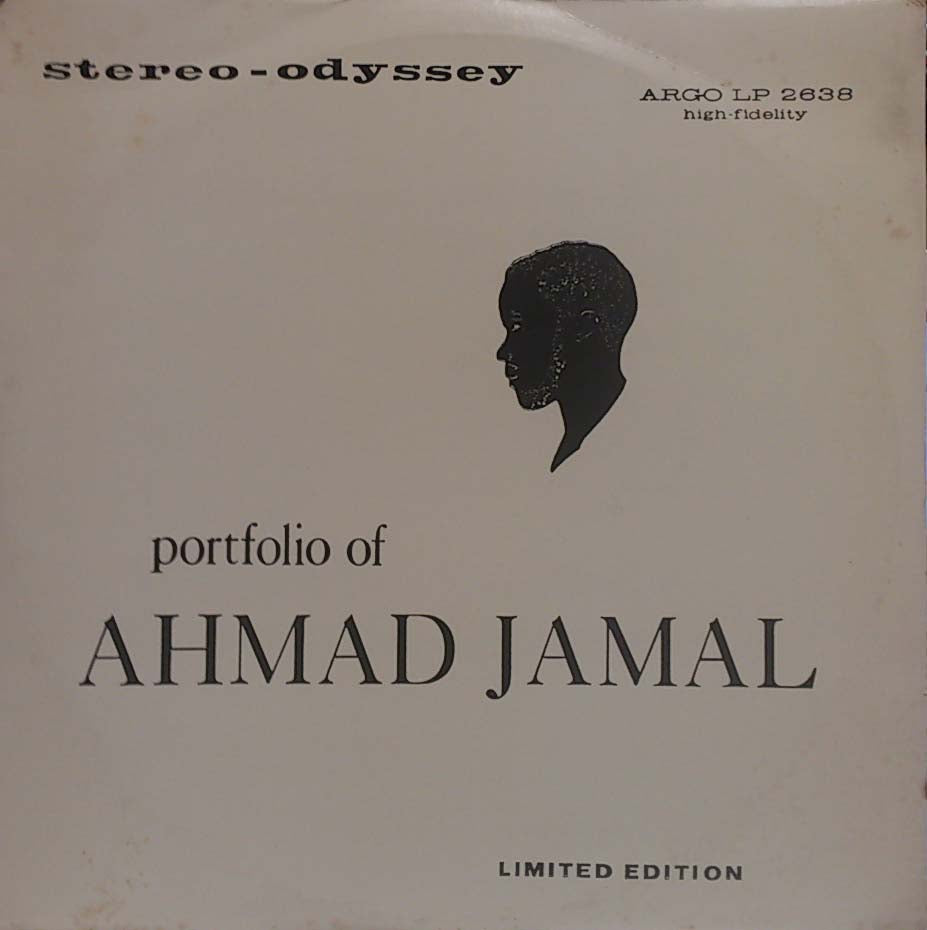 stereo-odyssey
ARGO LP 2638
high-fidelity
portfolio of
AHMAD JAMAL
LIMITED EDITION